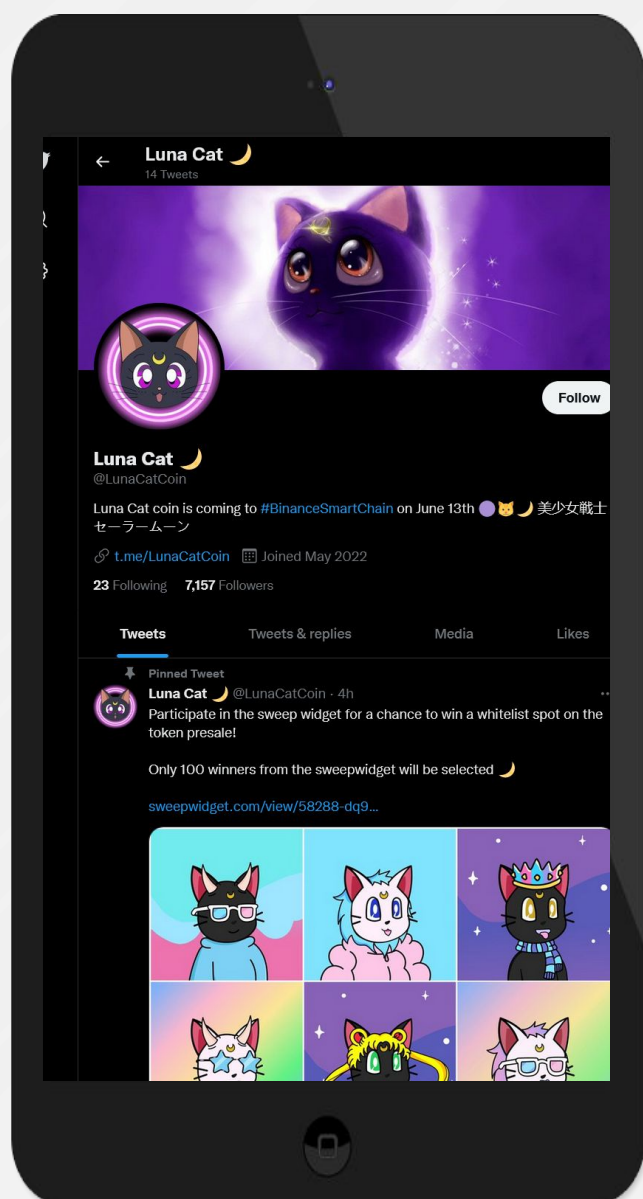 Luna Cat 🌙
14 Tweets
Follow
Luna Cat 🌙
@LunaCatCoin
Luna Cat coin is coming to #BinanceSmartChain on June 13th 🟣🐱🌙 美少女戦士
セーラームーン
t.me/LunaCatCoin Joined May 2022
23 Following 7,157 Followers
Tweets Tweets & replies Media Likes
Pinned Tweet
Luna Cat 🌙 @LunaCatCoin · 4h
Participate in the sweep widget for a chance to win a whitelist spot on the
token presale!
Only 100 winners from the sweepwidget will be selected 🌙
sweepwidget.com/view/58288-dq9...